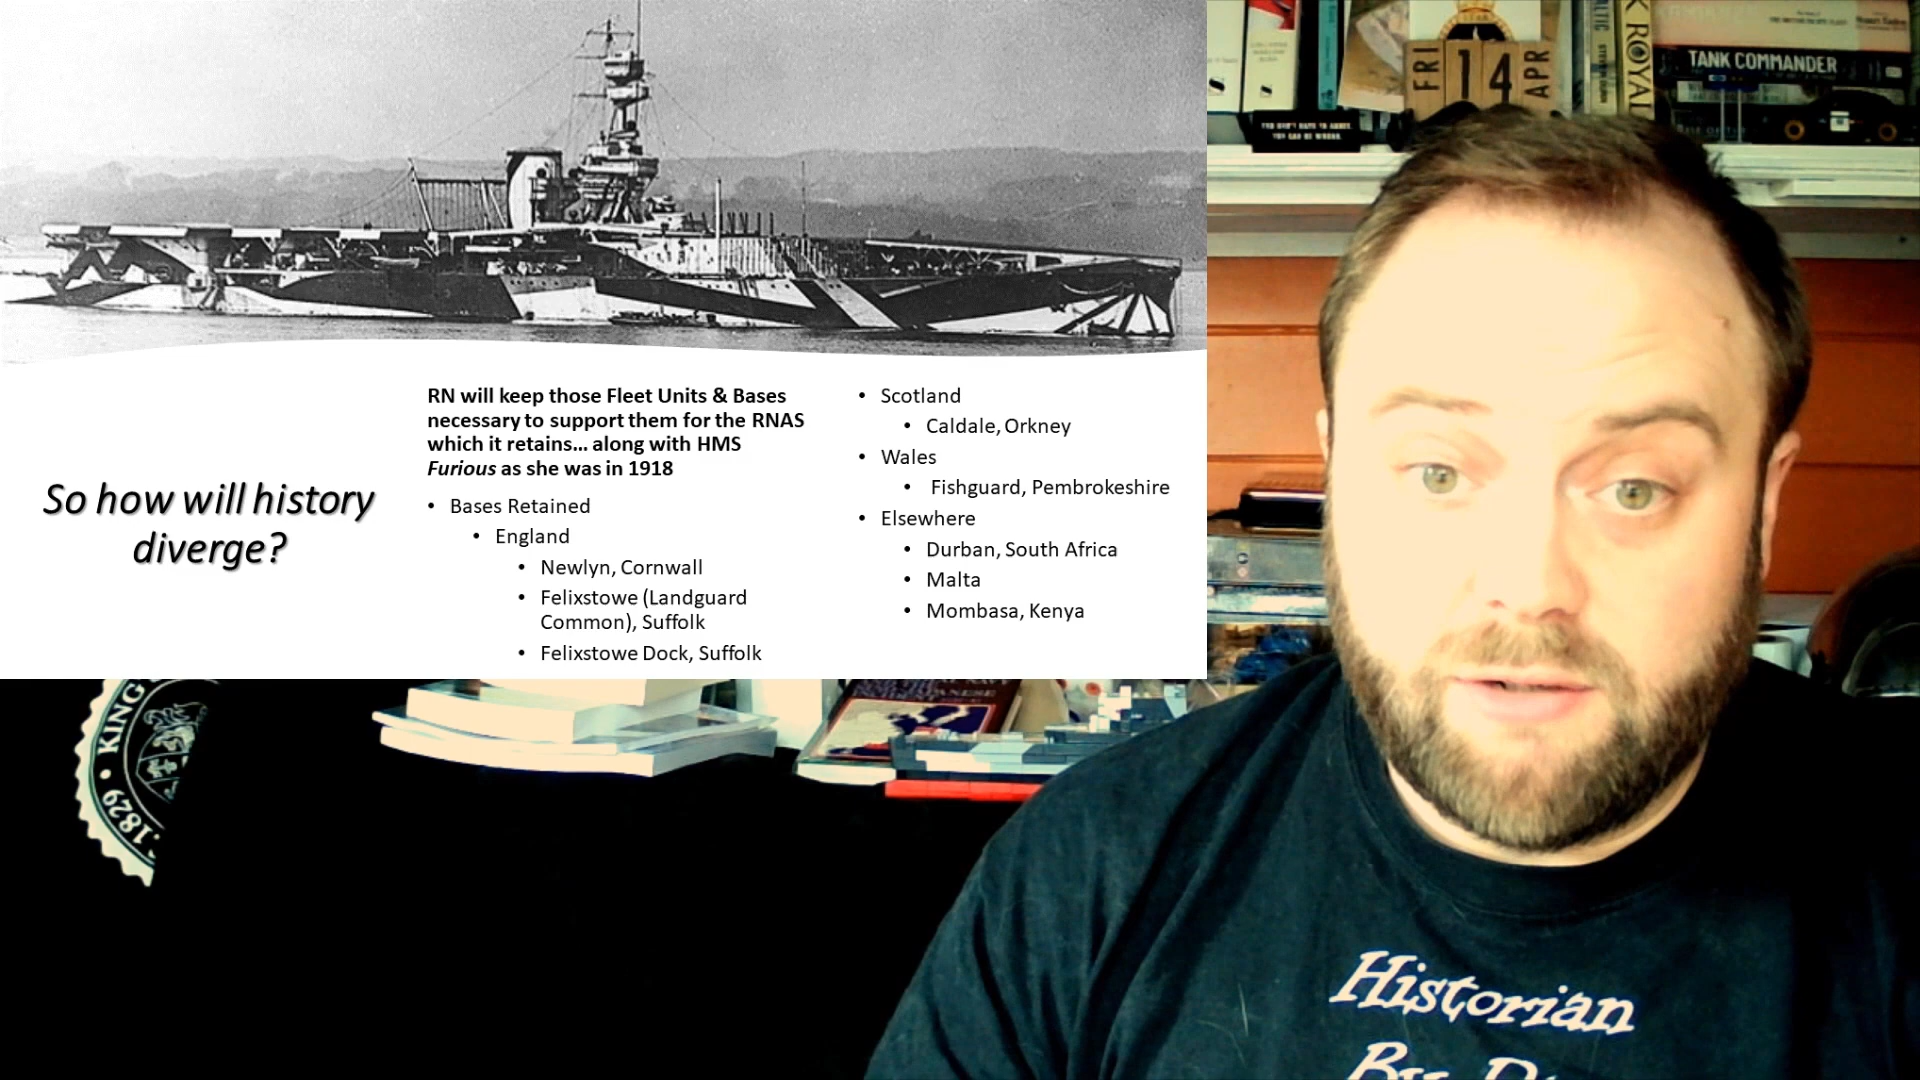 So how will history
diverge?
RN will keep those Fleet Units & Bases
necessary to support them for the RNAS
which it retains... along with HMS
Furious as she was in 1918
• Bases Retained
• England
• Newlyn, Cornwall
• Felixstowe (Landguard
Common), Suffolk
• Felixstowe Dock, Suffolk
• Scotland
• Caldale, Orkney
• Wales
• Fishguard, Pembrokeshire
• Elsewhere
• Durban, South Africa
• Malta
• Mombasa, Kenya
FRI 14 APR
ROYAL
TANK COMMANDER
KING
1829
Historian
By